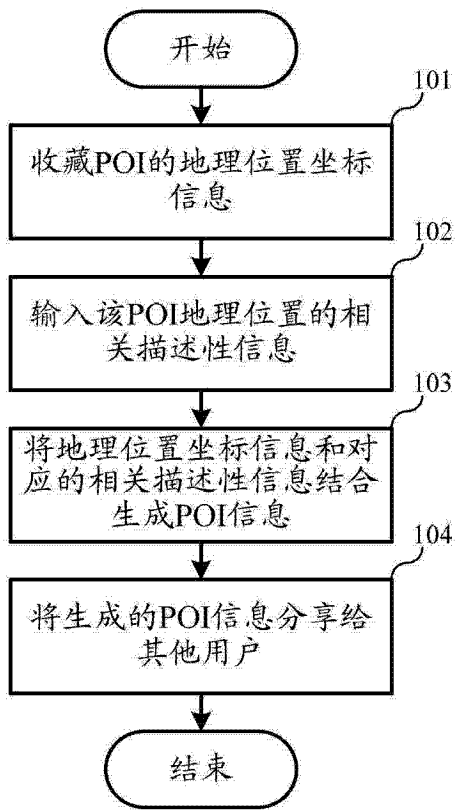 开始
101
收藏POI的地理位置坐标
信息
102
输入该POI地理位置的相
关描述性信息
103
将地理位置坐标信息和对
应的相关描述性信息结合
生成POI信息
104
将生成的POI信息分享给
其他用户
结束